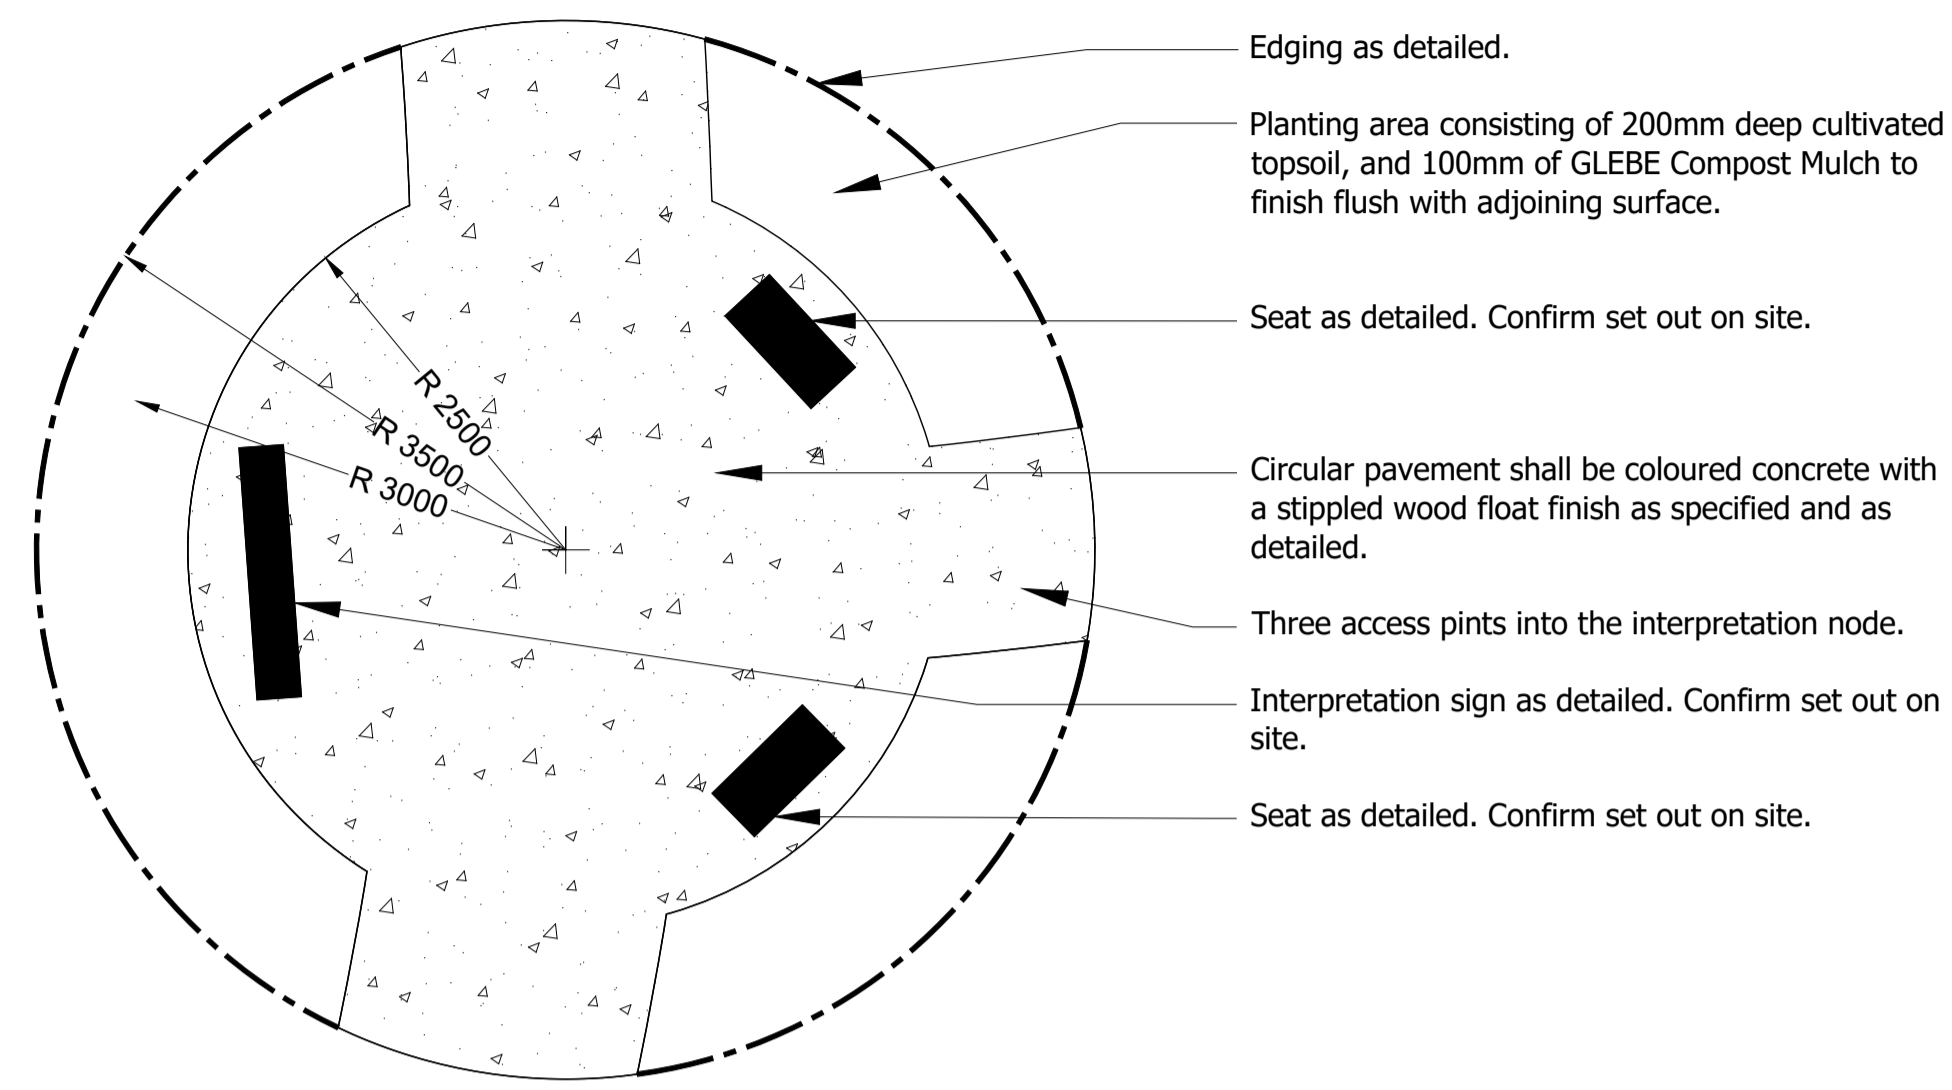 Edging as detailed.
Planting area consisting of 200mm deep cultivated
topsoil, and 100mm of GLEBE Compost Mulch to
finish flush with adjoining surface.
Seat as detailed. Confirm set out on site.
R 2500
R 3500
R 3000
Circular pavement shall be coloured concrete with
a stippled wood float finish as specified and as
detailed.
Three access pints into the interpretation node.
Interpretation sign as detailed. Confirm set out on
site.
Seat as detailed. Confirm set out on site.